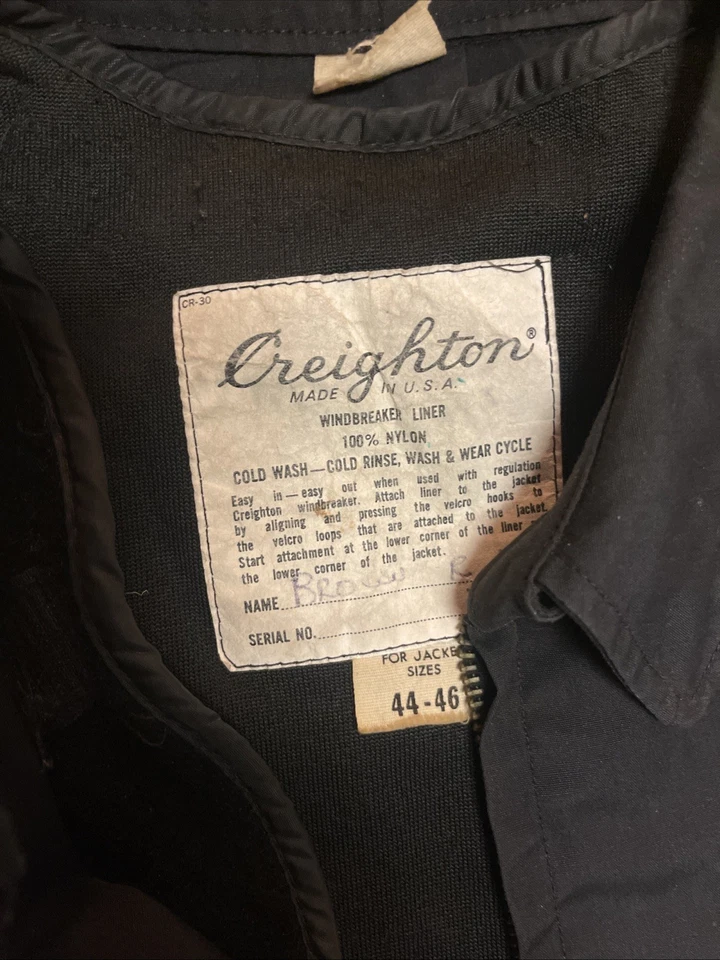 CR-30
Creighton®
MADE IN U.S.A.
WINDBREAKER LINER
100% NYLON
COLD WASH—COLD RINSE, WASH & WEAR CYCLE
Easy in—easy out when used with regulation
Creighton windbreaker. Attach liner to the jacket
by aligning and pressing the velcro hooks to
the velcro loops that are attached to the jacket.
Start attachment at the lower corner of the liner
the lower corner of the jacket.
NAME Brown R
SERIAL NO.
FOR JACKE
SIZES
44-46